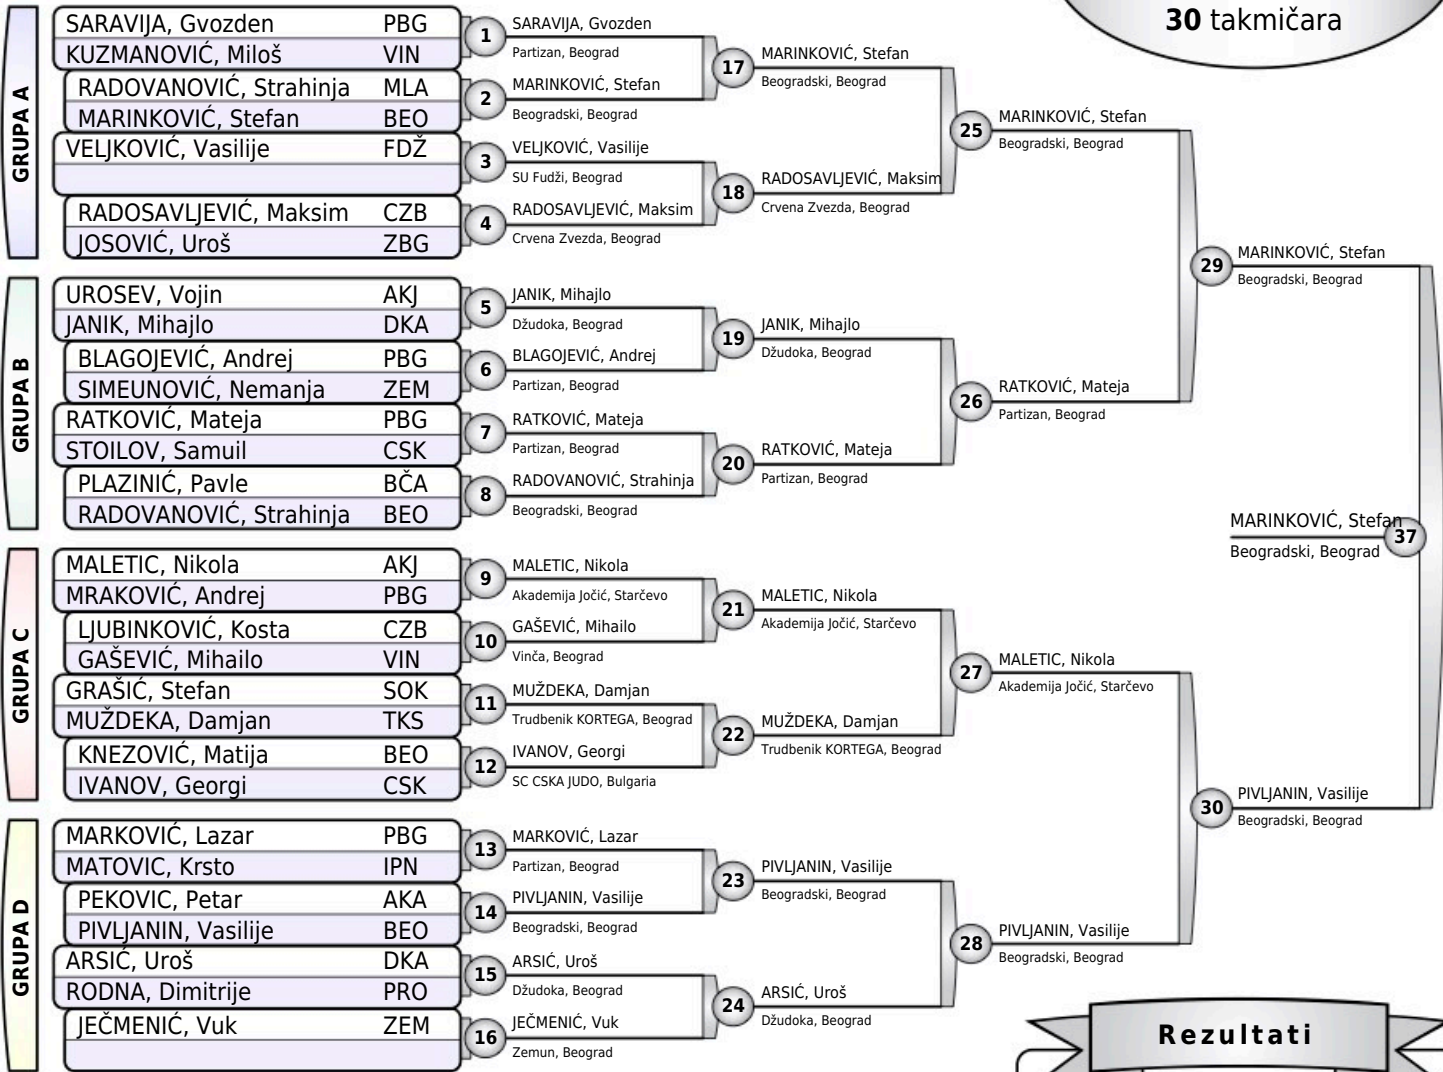 30 takmičara
GRUPA A
SARAVIJA, Gvozden PBG
KUZMANOVIĆ, Miloš VIN
RADOVANOVIĆ, Strahinja MLA
MARINKOVIĆ, Stefan BEO
VELJKOVIĆ, Vasilije FDŽ
RADOSAVLJEVIĆ, Maksim CZB
JOSOVIĆ, Uroš ZBG
GRUPA B
UROSEV, Vojin AKJ
JANIK, Mihajlo DKA
BLAGOJEVIĆ, Andrej PBG
SIMEUNOVIĆ, Nemanja ZEM
RATKOVIĆ, Mateja PBG
STOILOV, Samuil CSK
PLAZINIĆ, Pavle BČA
RADOVANOVIĆ, Strahinja BEO
GRUPA C
MALETIC, Nikola AKJ
MRAKOVIĆ, Andrej PBG
LJUBINKOVIĆ, Kosta CZB
GAŠEVIĆ, Mihailo VIN
GRAŠIĆ, Stefan SOK
MUŽDEKA, Damjan TKS
KNEZOVIĆ, Matija BEO
IVANOV, Georgi CSK
GRUPA D
MARKOVIĆ, Lazar PBG
MATOVIC, Krsto IPN
PEKOVIC, Petar AKA
PIVLJANIN, Vasilije BEO
ARSIĆ, Uroš DKA
RODNA, Dimitrije PRO
JEČMENIĆ, Vuk ZEM
1 SARAVIJA, Gvozden
Partizan, Beograd
2 MARINKOVIĆ, Stefan
Beogradski, Beograd
3 VELJKOVIĆ, Vasilije
SU Fudži, Beograd
4 RADOSAVLJEVIĆ, Maksim
Crvena Zvezda, Beograd
5 JANIK, Mihajlo
Džudoka, Beograd
6 BLAGOJEVIĆ, Andrej
Partizan, Beograd
7 RATKOVIĆ, Mateja
Partizan, Beograd
8 RADOVANOVIĆ, Strahinja
Beogradski, Beograd
9 MALETIC, Nikola
Akademija Jočić, Starčevo
10 GAŠEVIĆ, Mihailo
Vinča, Beograd
11 MUŽDEKA, Damjan
Trudbenik KORTEGA, Beograd
12 IVANOV, Georgi
SC CSKA JUDO, Bulgaria
13 MARKOVIĆ, Lazar
Partizan, Beograd
14 PIVLJANIN, Vasilije
Beogradski, Beograd
15 ARSIĆ, Uroš
Džudoka, Beograd
16 JEČMENIĆ, Vuk
Zemun, Beograd
17 MARINKOVIĆ, Stefan
Beogradski, Beograd
18 RADOSAVLJEVIĆ, Maksim
Crvena Zvezda, Beograd
19 JANIK, Mihajlo
Džudoka, Beograd
20 RATKOVIĆ, Mateja
Partizan, Beograd
21 MALETIC, Nikola
Akademija Jočić, Starčevo
22 MUŽDEKA, Damjan
Trudbenik KORTEGA, Beograd
23 PIVLJANIN, Vasilije
Beogradski, Beograd
24 ARSIĆ, Uroš
Džudoka, Beograd
25 MARINKOVIĆ, Stefan
Beogradski, Beograd
26 RATKOVIĆ, Mateja
Partizan, Beograd
27 MALETIC, Nikola
Akademija Jočić, Starčevo
28 PIVLJANIN, Vasilije
Beogradski, Beograd
29 MARINKOVIĆ, Stefan
Beogradski, Beograd
30 PIVLJANIN, Vasilije
Beogradski, Beograd
MARINKOVIĆ, Stefan 37
Beogradski, Beograd
Rezultati